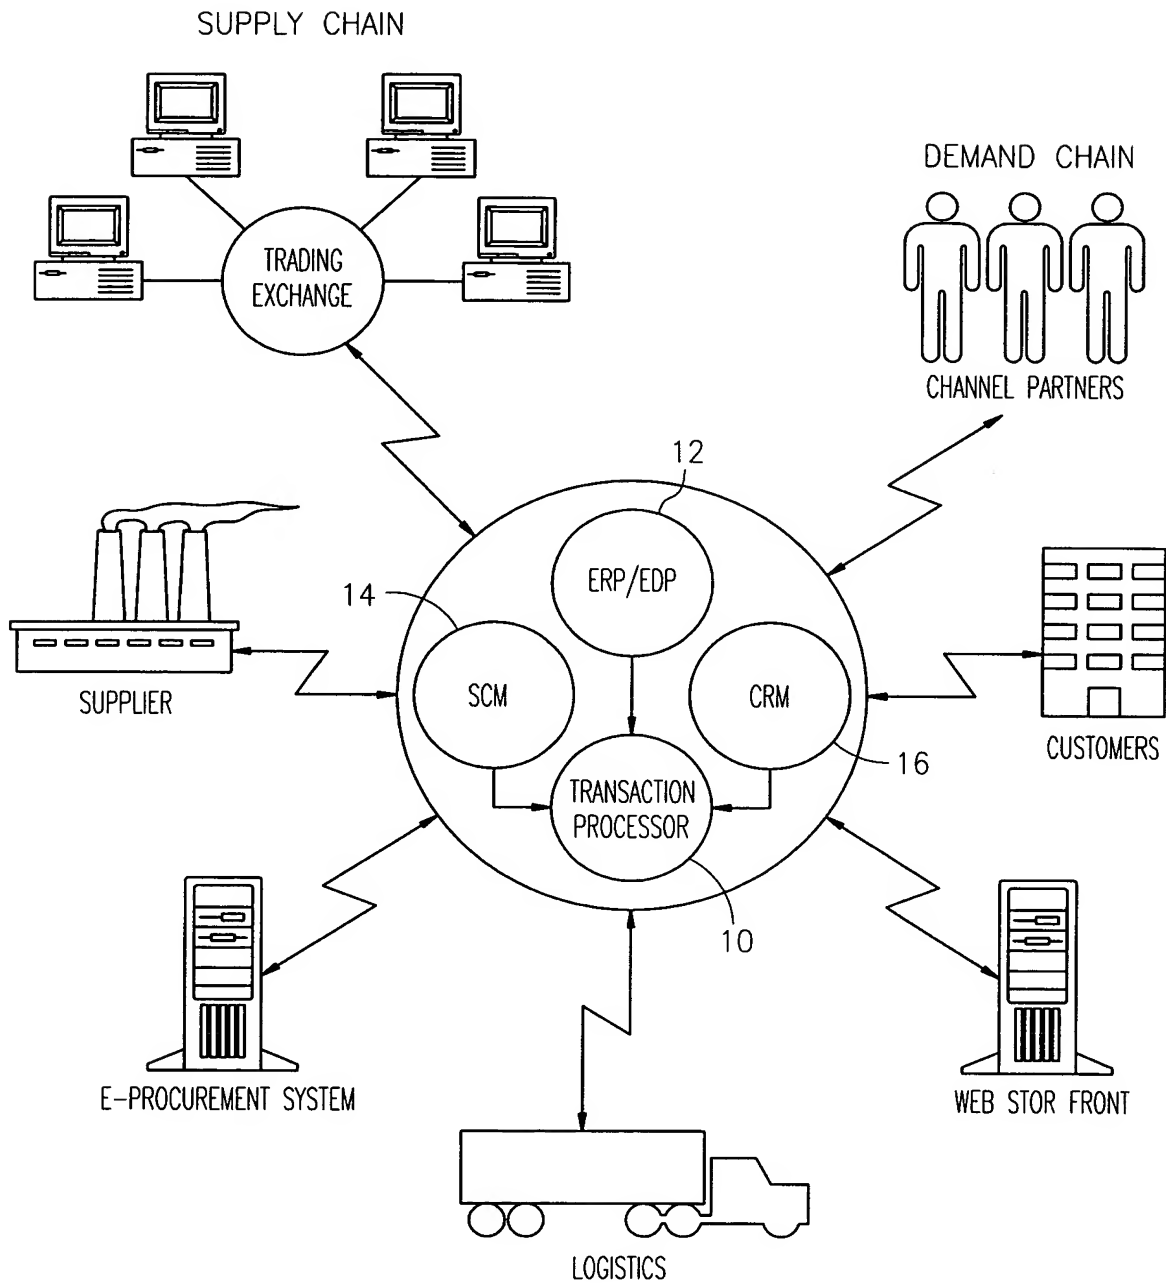 SUPPLY CHAIN
DEMAND CHAIN
TRADING
EXCHANGE
CHANNEL PARTNERS
12
ERP/EDP
14
SCM
CRM
SUPPLIER
CUSTOMERS
16
TRANSACTION
PROCESSOR
10
E-PROCUREMENT SYSTEM
WEB STOR FRONT
LOGISTICS